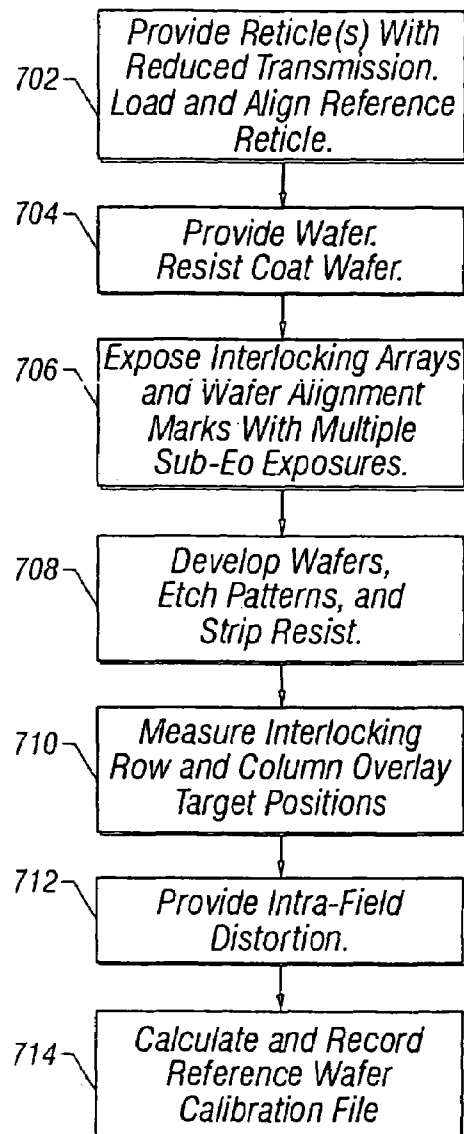 702
Provide Reticle(s) With
Reduced Transmission.
Load and Align Reference
Reticle.
704
Provide Wafer.
Resist Coat Wafer.
706
Expose Interlocking Arrays
and Wafer Alignment
Marks With Multiple
Sub-Eo Exposures.
708
Develop Wafers,
Etch Patterns, and
Strip Resist.
710
Measure Interlocking
Row and Column Overlay
Target Positions
712
Provide Intra-Field
Distortion.
714
Calculate and Record
Reference Wafer
Calibration File